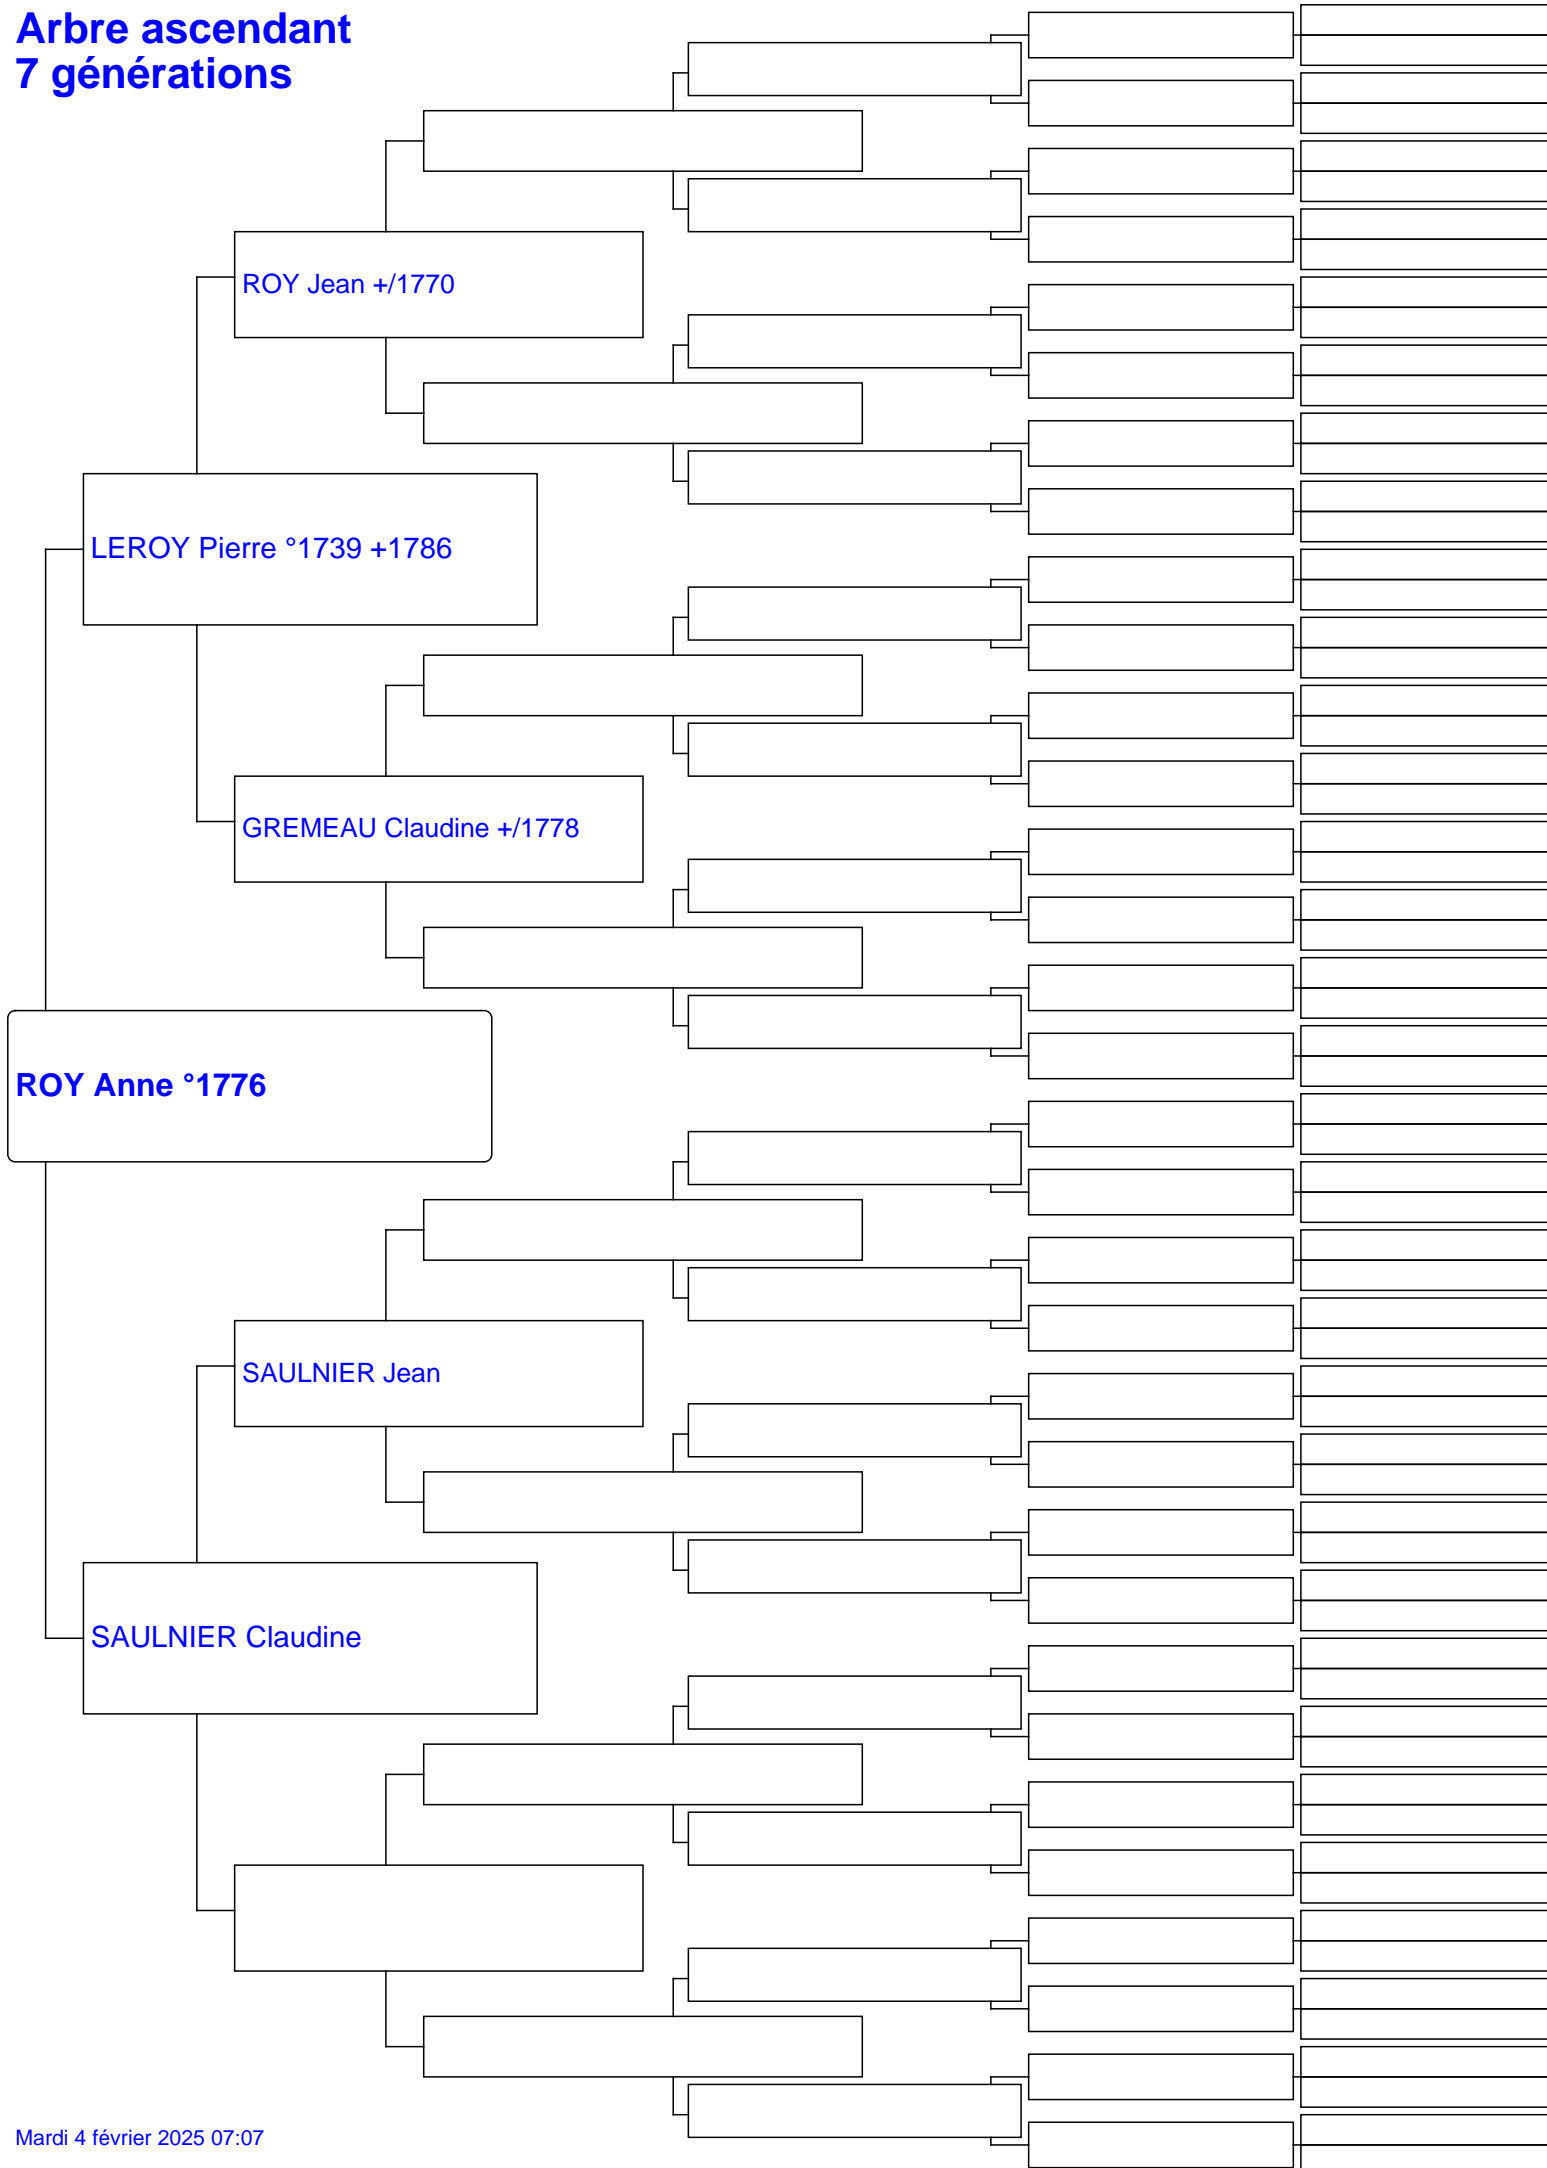 Arbre ascendant
7 générations
ROY Jean +/1770
LEROY Pierre °1739 +1786
GREMEAU Claudine +/1778
ROY Anne °1776
SAULNIER Jean
SAULNIER Claudine
Mardi 4 février 2025 07:07